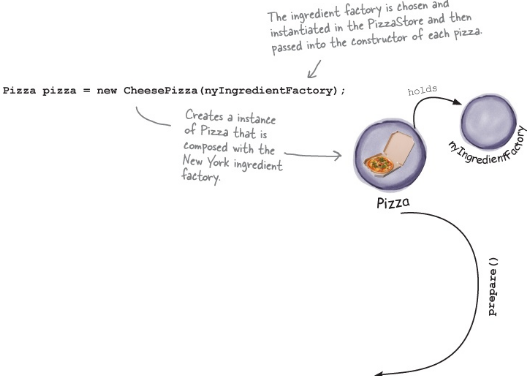 The ingredient factory is chosen and
instantiated in the PizzaStore and then
passed into the constructor of each pizza.
Pizza pizza = new CheesePizza(nyIngredientFactory);
holds
Creates a instance
of Pizza that is
composed with the
New York ingredient
factory.
nyIngredientFactory
Pizza
prepare()